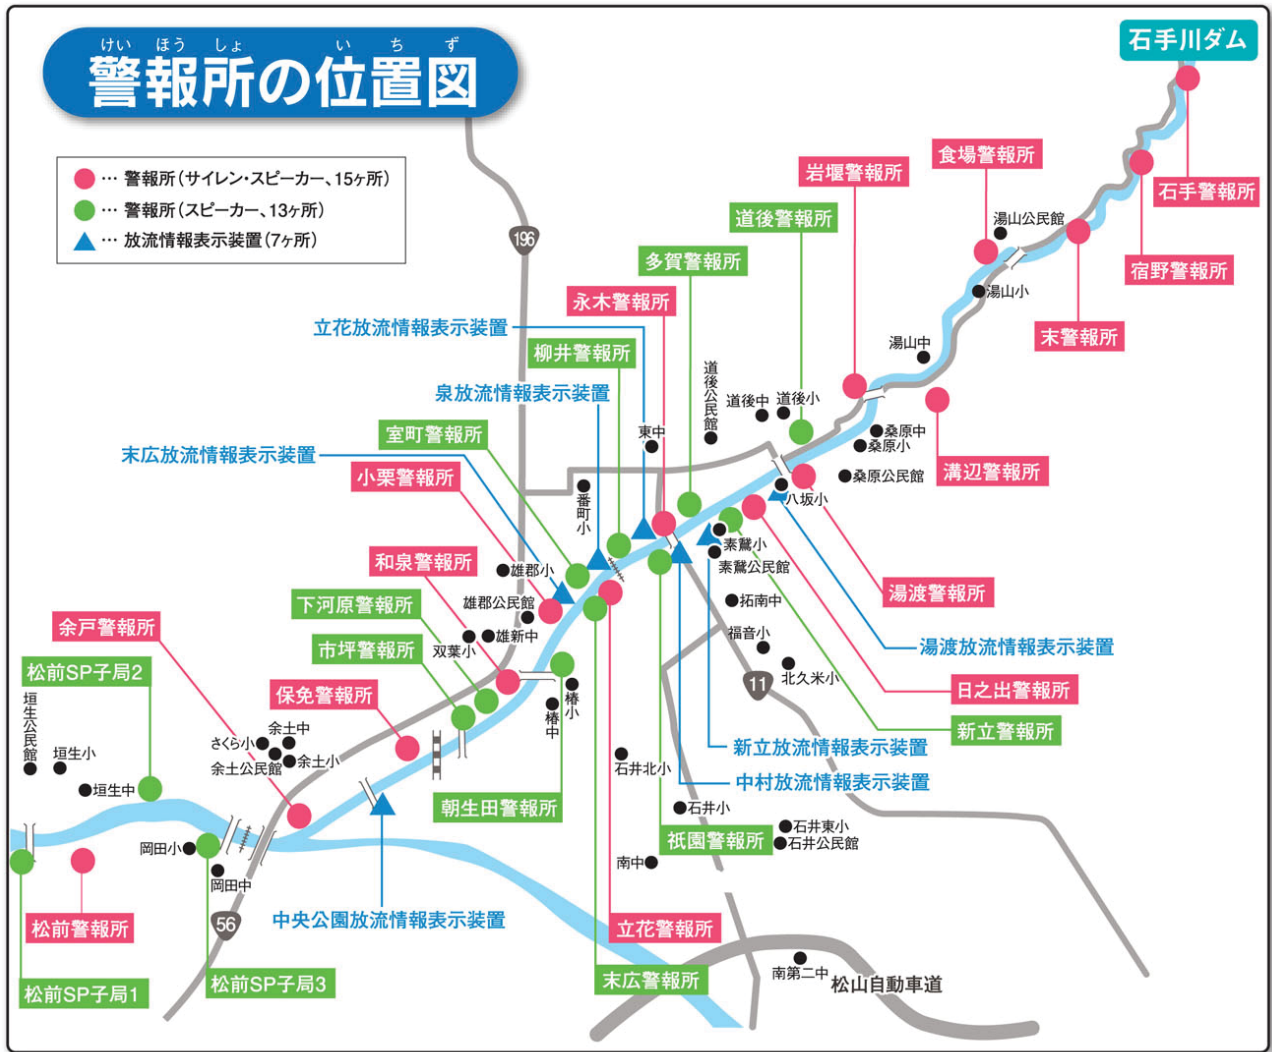 けいほうしょいちず
警報所の位置図
石手川ダム
… 警報所(サイレン・スピーカー、15ヶ所)
… 警報所(スピーカー、13ヶ所)
… 放流情報表示装置(7ヶ所)
196
岩堰警報所
食場警報所
石手警報所
湯山公民館
道後警報所
宿野警報所
多賀警報所
湯山小
永木警報所
立花放流情報表示装置
末警報所
柳井警報所
湯山中
道後公民館
泉放流情報表示装置
道後中
道後小
室町警報所
東中
桑原中
桑原小
末広放流情報表示装置
小栗警報所
桑原公民館
溝辺警報所
番町小
八坂小
素鵞小
和泉警報所
雄郡小
素鵞公民館
下河原警報所
雄郡公民館
拓南中
湯渡警報所
余戸警報所
雄新中
福音小
市坪警報所
双葉小
湯渡放流情報表示装置
松前SP子局2
北久米小
保免警報所
椿小
椿中
11
日之出警報所
垣生公民館
新立警報所
余土中
さくら小
垣生小
余土公民館
余土小
新立放流情報表示装置
石井北小
垣生中
中村放流情報表示装置
朝生田警報所
石井小
石井東小
祇園警報所
石井公民館
岡田小
南中
岡田中
松前警報所
56
中央公園放流情報表示装置
立花警報所
南第二中
松前SP子局1
松前SP子局3
末広警報所
松山自動車道